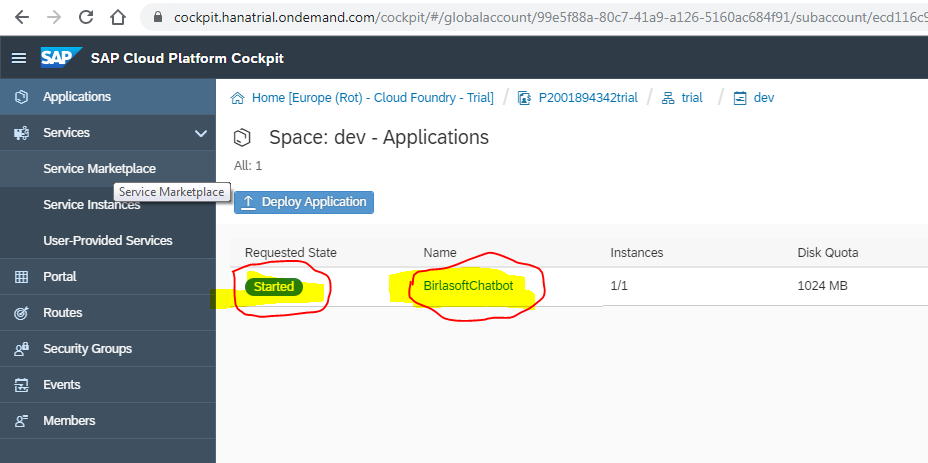 cockpit.hanatrial.ondemand.com/cockpit/#/globalaccount/99e5f88a-80c7-41a9-a126-5160ac684f91/subaccount/ecd116c9
SAP SAP Cloud Platform Cockpit
Applications
Services
Service Marketplace
Service Marketplace
Service Instances
User-Provided Services
Portal
Routes
Security Groups
Events
Members
Home [Europe (Rot) - Cloud Foundry - Trial] / P2001894342trial / trial / dev
Space: dev - Applications
All: 1
Deploy Application
Requested State Name Instances Disk Quota
Started BirlasoftChatbot 1/1 1024 MB